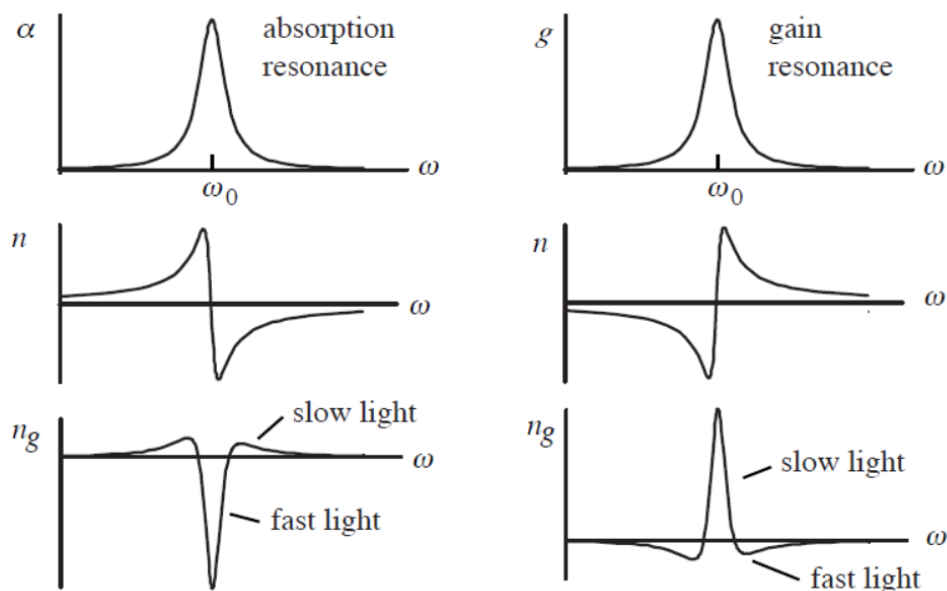 α
absorption
resonance
ω
ω0
g
gain
resonance
ω
ω0
n
ω
n
ω
ng
slow light
ω
fast light
ng
slow light
ω
fast light